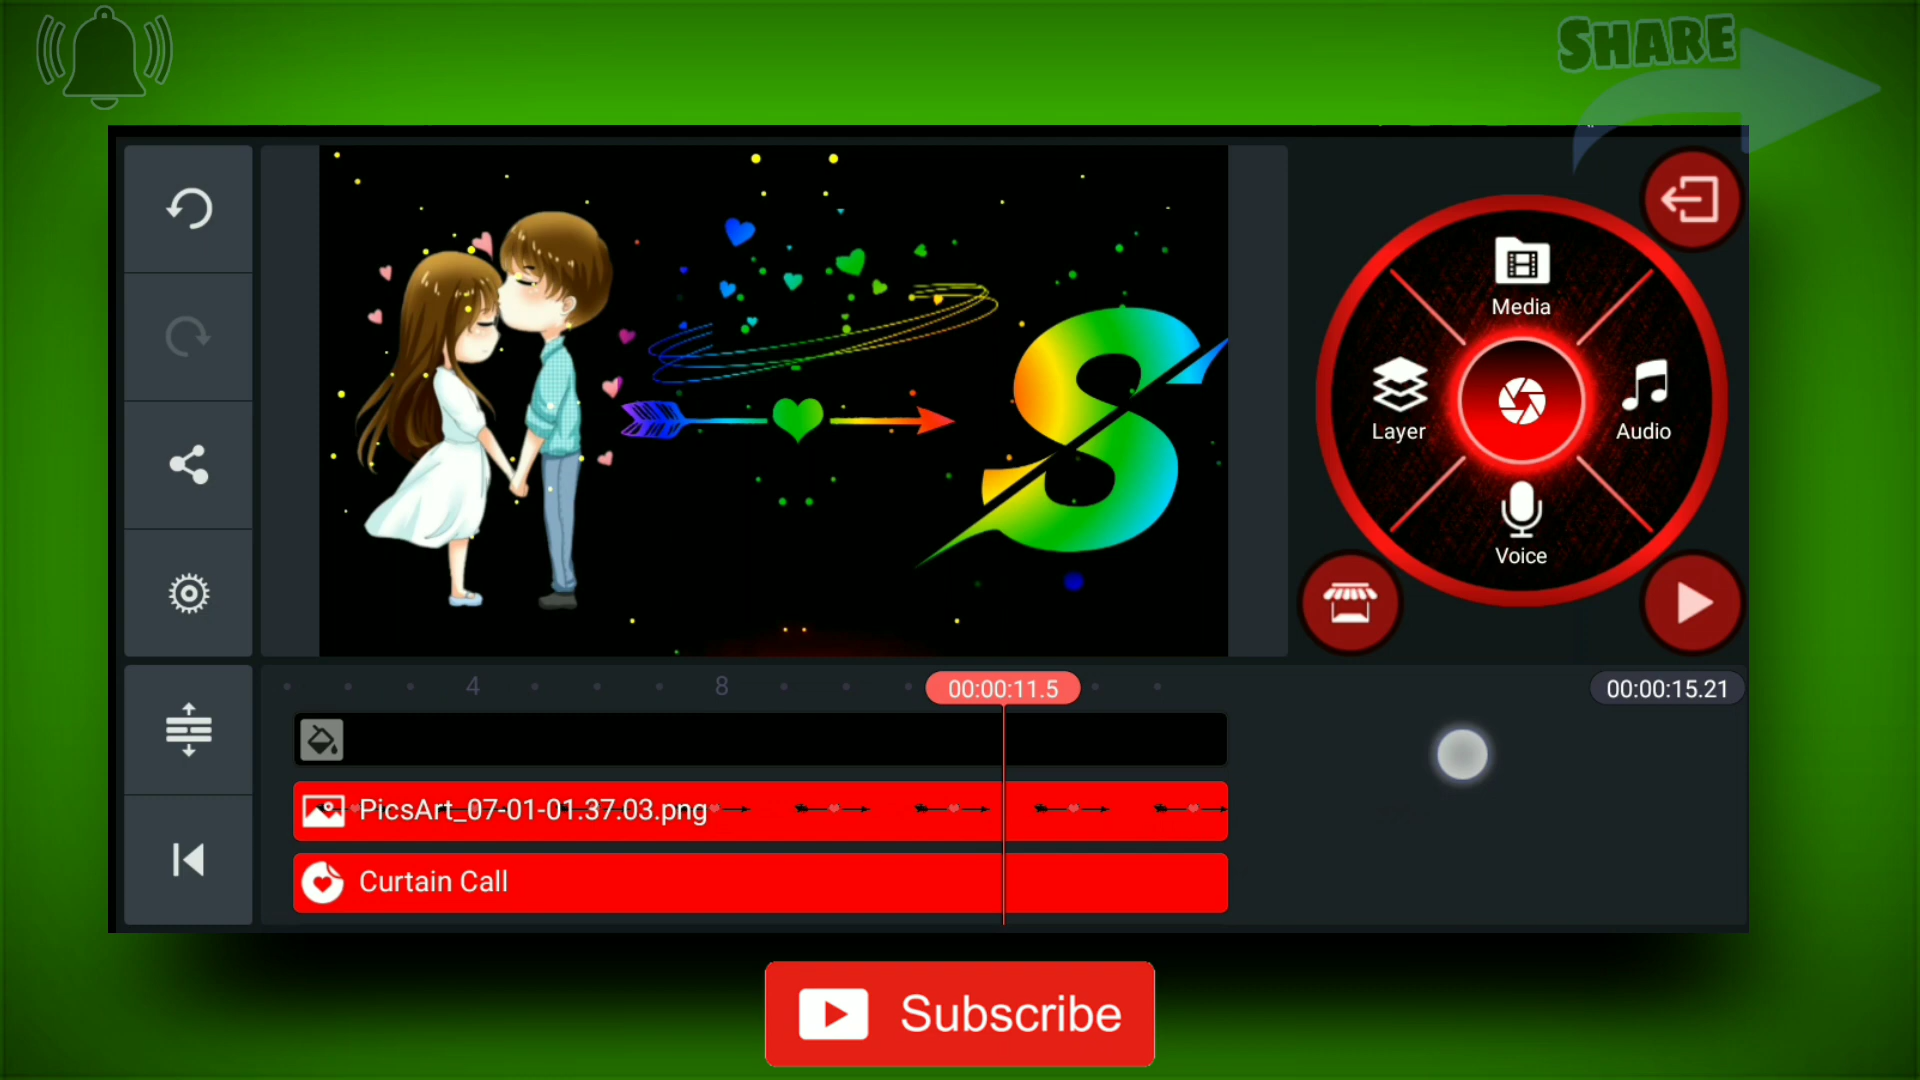 SHARE
Media
Layer
Audio
Voice
S
4
8
00:00:11.5
00:00:15.21
PicsArt_07-01-01.37.03.png
Curtain Call
Subscribe